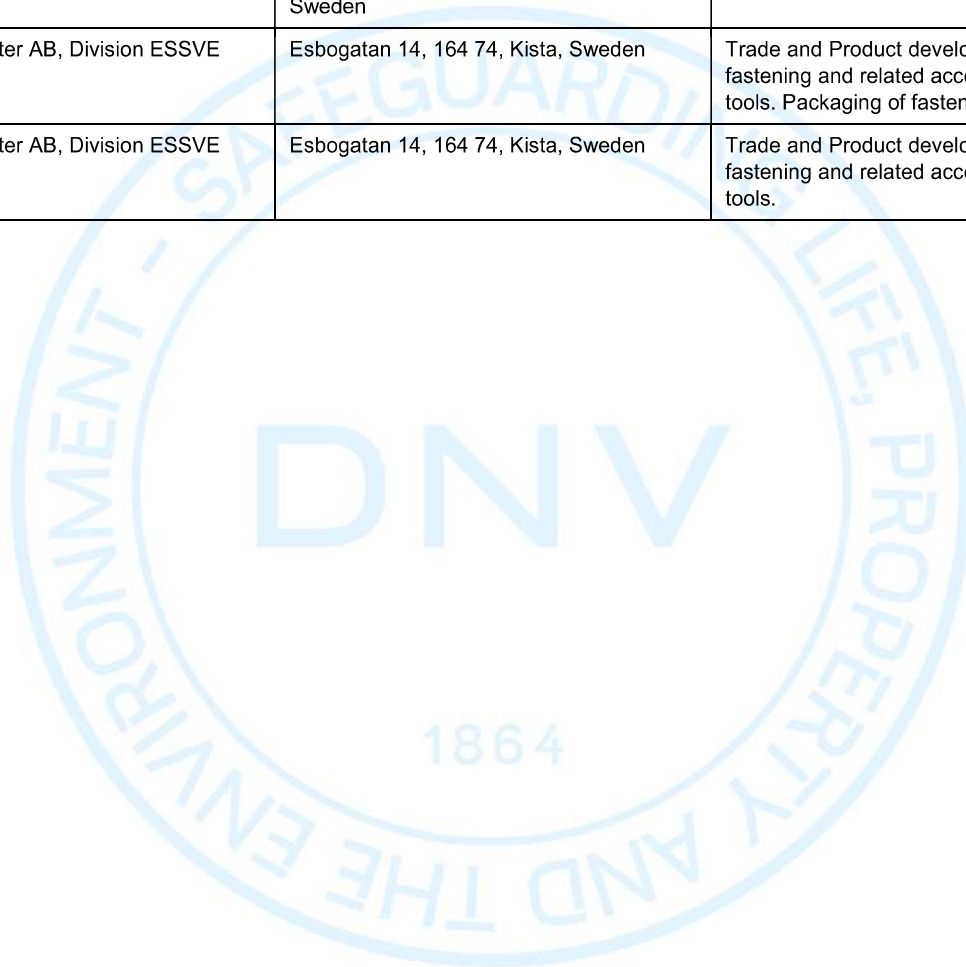 Sweden
ter AB, Division ESSVE Esbogatan 14, 164 74, Kista, Sweden Trade and Product develo
fastening and related acce
tools. Packaging of fasten
ter AB, Division ESSVE Esbogatan 14, 164 74, Kista, Sweden Trade and Product develo
fastening and related acce
tools.
SAFEGUARDING LIFE, PROPERTY AND THE ENVIRONMENT -
DNV
1864